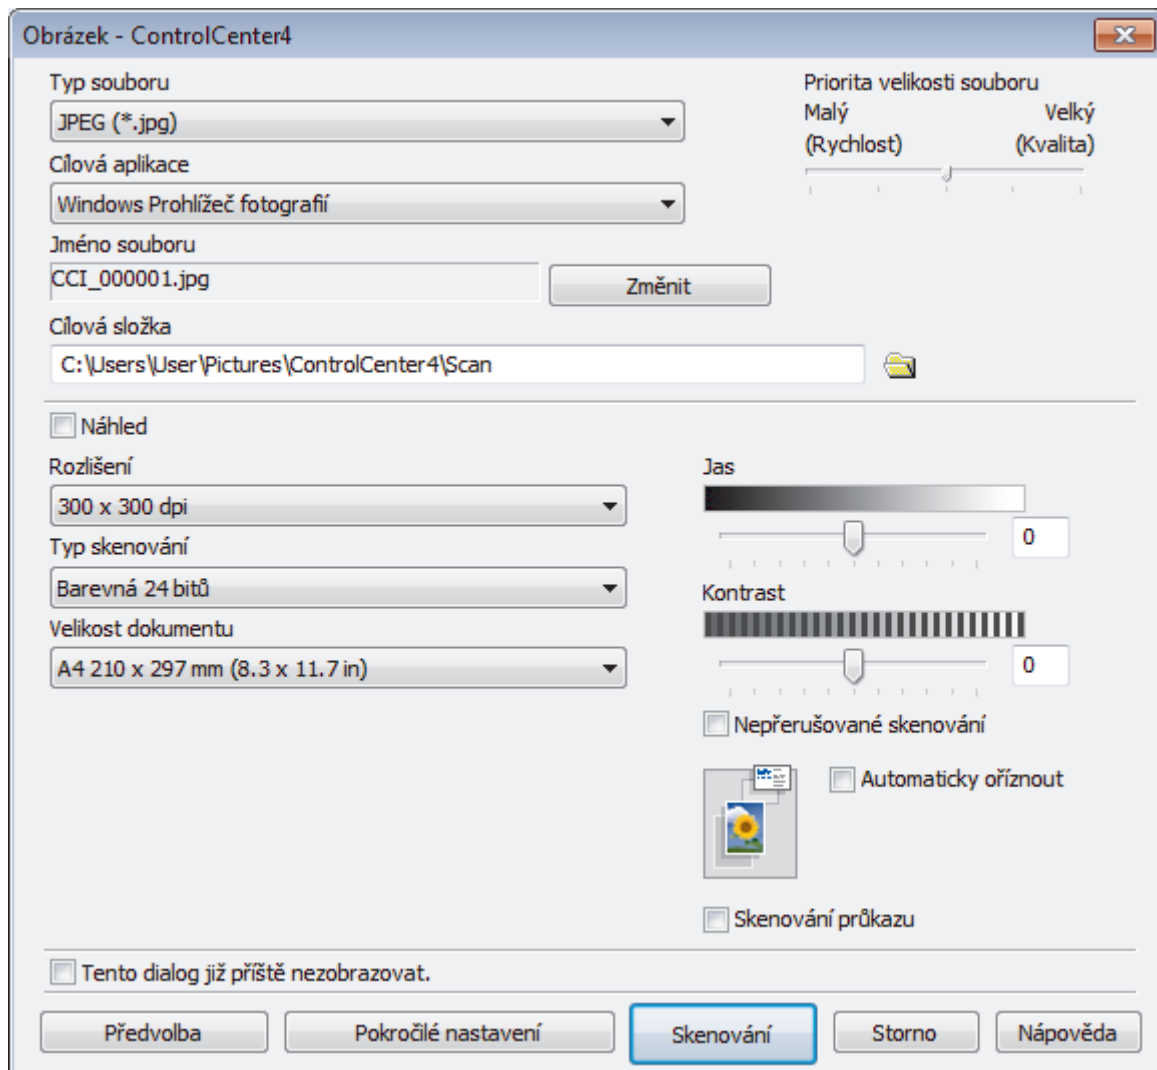 Obrázek - ControlCenter4
Typ souboru
JPEG (*.jpg)
Cílová aplikace
Windows Prohlížeč fotografií
Jméno souboru
CCI_000001.jpg
Změnit
Cílová složka
C:\Users\User\Pictures\ControlCenter4\Scan
Priorita velikosti souboru
Malý Velký
(Rychlost) (Kvalita)
Náhled
Rozlišení
300 x 300 dpi
Typ skenování
Barevná 24 bitů
Velikost dokumentu
A4 210 x 297 mm (8.3 x 11.7 in)
Jas
0
Kontrast
0
Nepřerušované skenování
Automaticky oříznout
Skenování průkazu
Tento dialog již příště nezobrazovat.
Předvolba Pokročilé nastavení Skenování Storno Nápověda